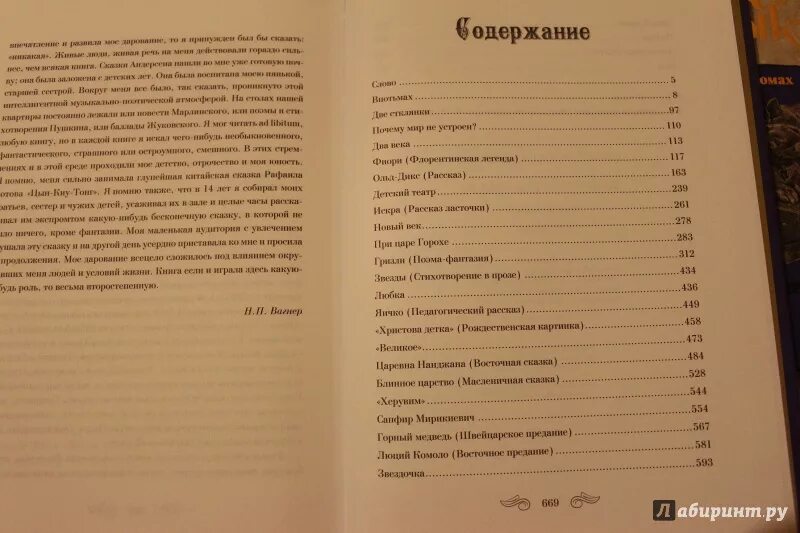 впечатление и развила мое дарование, то я принужден был бы сказать:
«никакая». Живые люди, живая речь на меня действовали гораздо силь-
нее, чем всякая книга. Сказки Андерсена нашли во мне уже готовую поч-
ву; она была заложена с детских лет. Она была воспитана моею нянькой,
старшей сестрой. Вокруг меня все было, так сказать, проникнуто этой
интеллигентной музыкально-поэтической атмосферой. На столах нашей
квартиры постоянно лежали или повести Марлинского, или поэмы и сти-
хотворения Пушкина, или баллады Жуковского. Я мог читать ad libitum,
любую книгу, но в каждой книге я искал чего-нибудь необыкновенного,
фантастического, страшного или остроумного, смешного. В этих стрем-
лениях и в этой среде проходили мое детство, отрочество и моя юность.
Я помню, меня сильно занимала глупейшая китайская сказка Рафаила
Зотова «Цын-Киу-Тонг». Я помню также, что в 14 лет я собирал моих
братьев, сестер и чужих детей, усаживал их в зале и целые часы расска-
зывал им экспромтом какую-нибудь бесконечную сказку, в которой не
было ничего, кроме фантазии. Моя маленькая аудитория с увлечением
слушала эту сказку и на другой день усердно приставала ко мне и просила
продолжения. Мое дарование всецело сложилось под влиянием окру-
жавших меня людей и условий жизни. Книга если и играла здесь какую-
нибудь роль, то весьма второстепенную.
Н.П. Вагнер
Содержание
Слово 5
Впотьмах 8
Две стклянки 97
Почему мир не устроен? 110
Два века 113
Фиори (Флорентинская легенда) 117
Ольд-Дикс (Рассказ) 163
Детский театр 239
Искра (Рассказ ласточки) 261
Новый век 278
При царе Горохе 283
Гризли (Поэма-фантазия) 312
Звезды (Стихотворение в прозе) 434
Любка 436
Яичко (Педагогический рассказ) 449
«Христова детка» (Рождественская картинка) 458
«Великое» 473
Царевна Нанджана (Восточная сказка) 484
Блинное царство (Масленичная сказка) 528
«Херувим» 544
Сапфир Мирикиевич 554
Горный медведь (Швейцарское предание) 567
Люций Комоло (Восточное предание) 581
Звездочка 593
669
омах
Лабиринт.ру